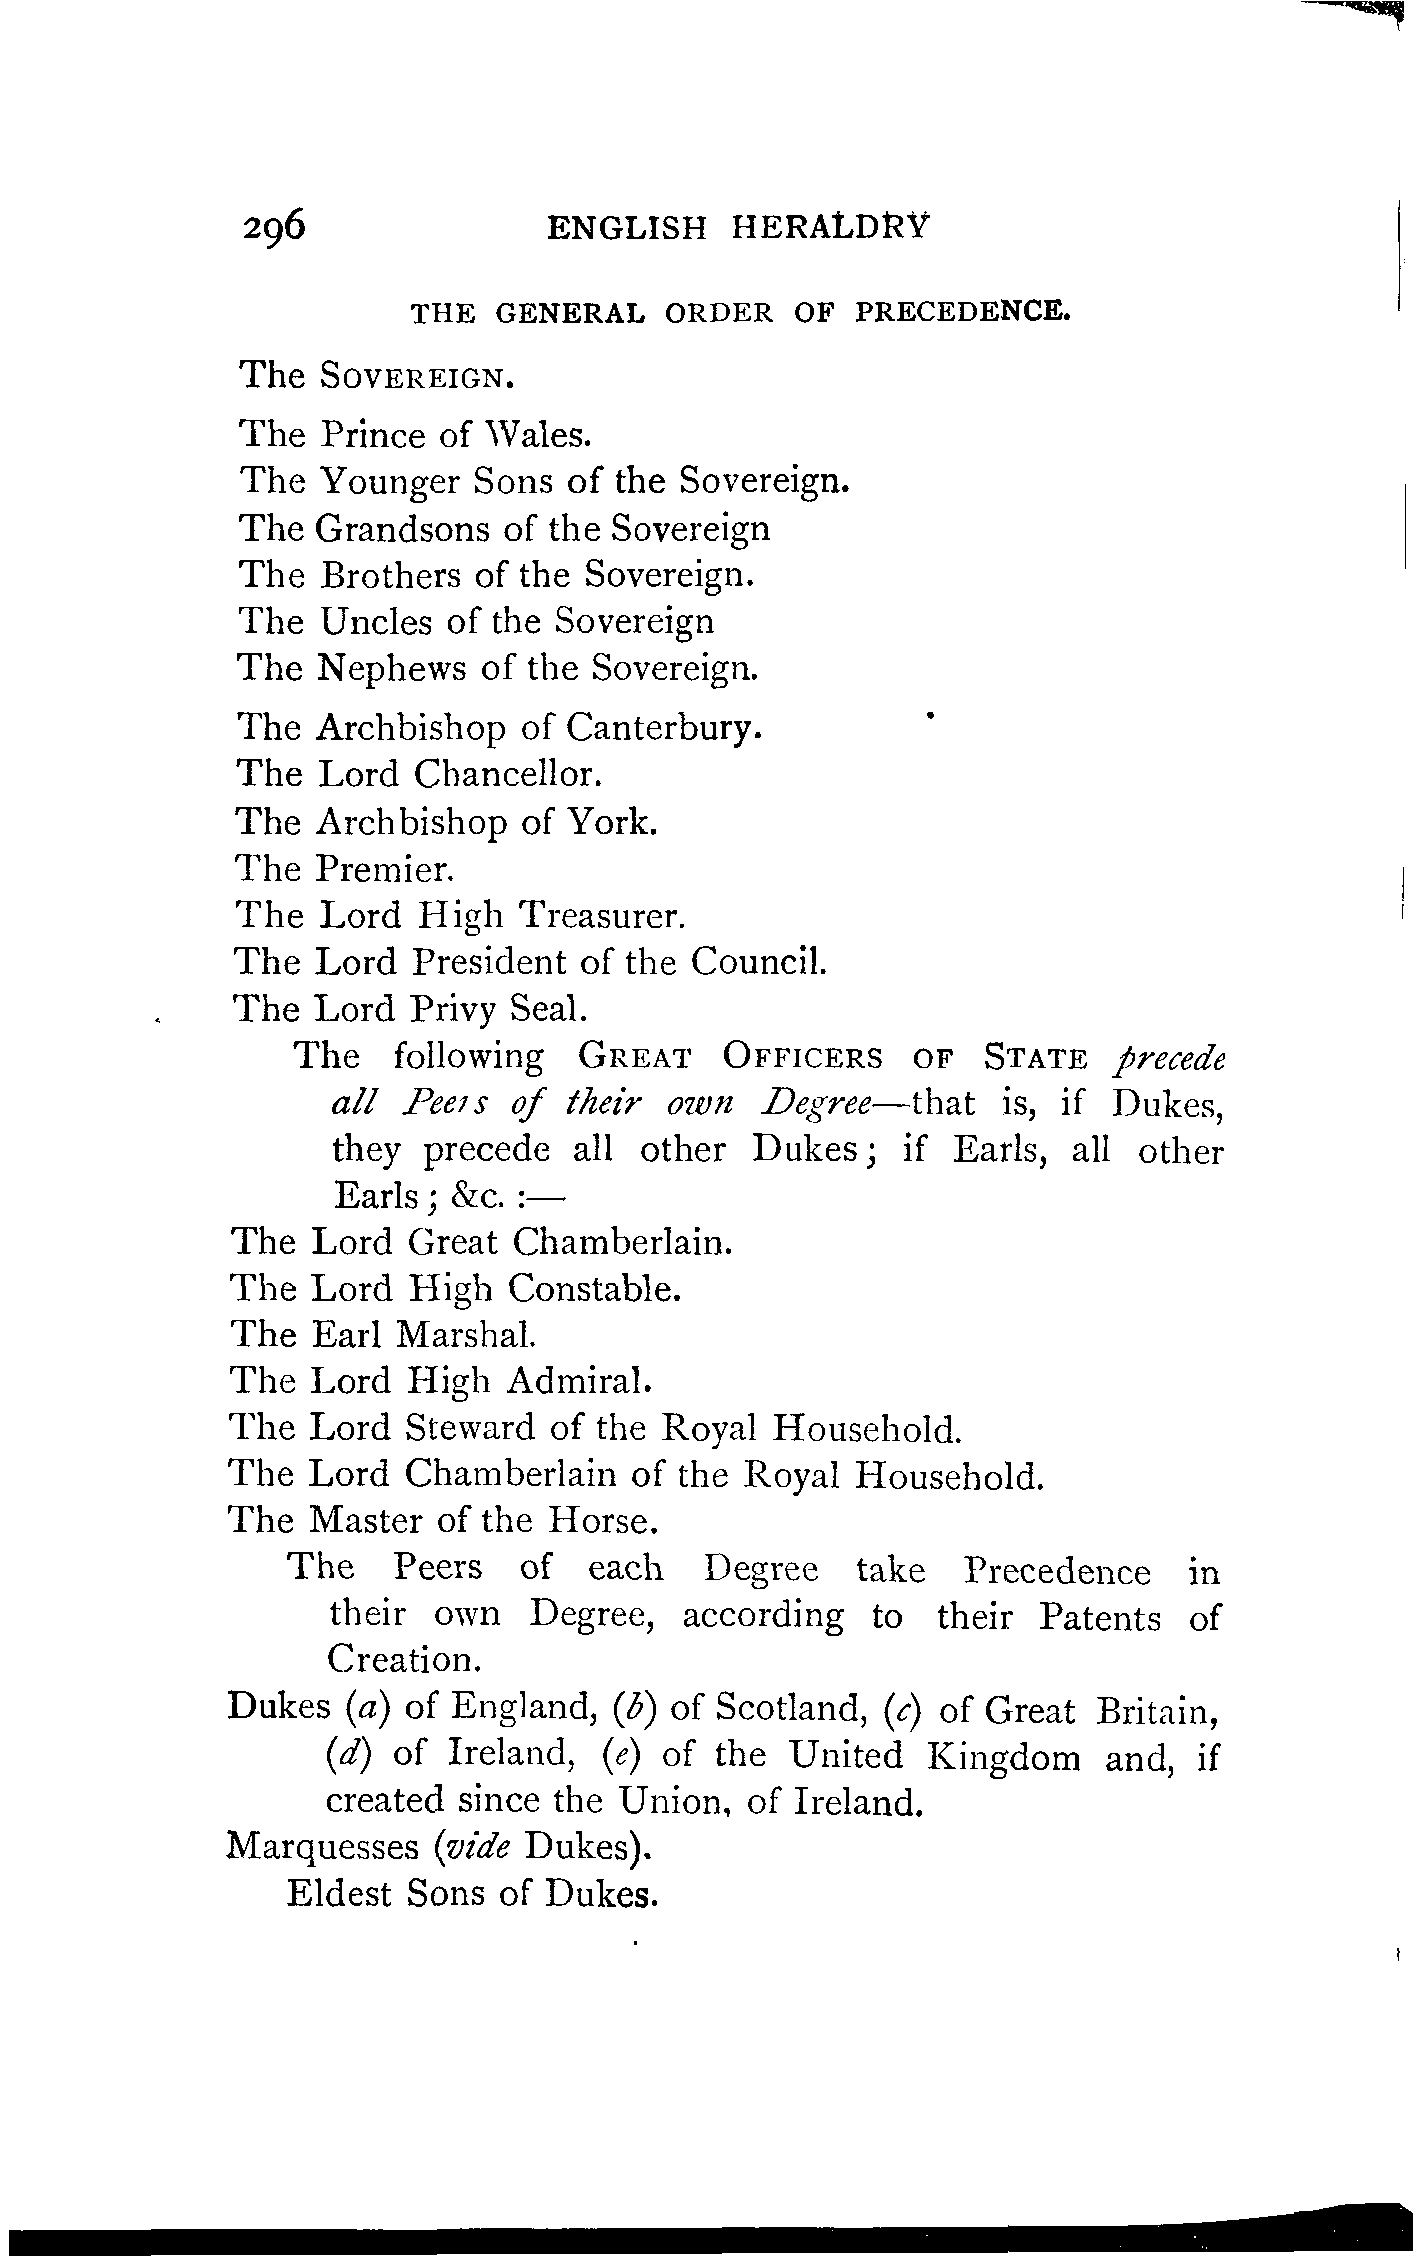 296 ENGLISH HERALDRY
THE GENERAL ORDER OF PRECEDENCE.
The SOVEREIGN.
The Prince of Wales.
The Younger Sons of the Sovereign.
The Grandsons of the Sovereign
The Brothers of the Sovereign.
The Uncles of the Sovereign
The Nephews of the Sovereign.
The Archbishop of Canterbury.
The Lord Chancellor.
The Archbishop of York.
The Premier.
The Lord High Treasurer.
The Lord President of the Council.
The Lord Privy Seal.
The following GREAT OFFICERS OF STATE precede
all Peers of their own Degree—that is, if Dukes,
they precede all other Dukes; if Earls, all other
Earls; &c. :—
The Lord Great Chamberlain.
The Lord High Constable.
The Earl Marshal.
The Lord High Admiral.
The Lord Steward of the Royal Household.
The Lord Chamberlain of the Royal Household.
The Master of the Horse.
The Peers of each Degree take Precedence in
their own Degree, according to their Patents of
Creation.
Dukes (a) of England, (b) of Scotland, (c) of Great Britain,
(d) of Ireland, (e) of the United Kingdom and, if
created since the Union, of Ireland.
Marquesses (vide Dukes).
Eldest Sons of Dukes.